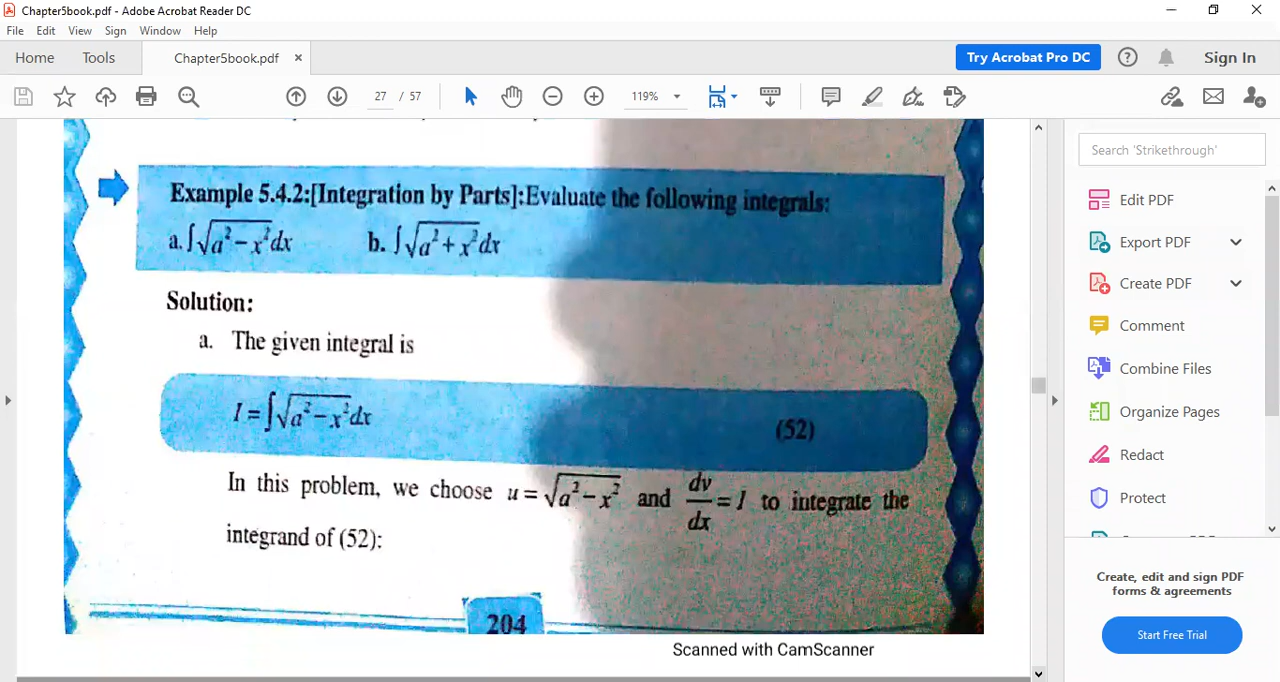 Chapter5book.pdf - Adobe Acrobat Reader DC
File Edit View Sign Window Help
Home Tools Chapter5book.pdf × Try Acrobat Pro DC Sign In
27 / 57 119%
Example 5.4.2:[Integration by Parts]:Evaluate the following integrals:
a. ∫√(a²−x²)dx b. ∫√(a²+x²)dx
Solution:
a. The given integral is
I = ∫√(a²−x²)dx (52)
In this problem, we choose u = √(a²−x²) and dv/dx = 1 to integrate the
integrand of (52):
204
Scanned with CamScanner
Search 'Strikethrough'
Edit PDF
Export PDF
Create PDF
Comment
Combine Files
Organize Pages
Redact
Protect
Create, edit and sign PDF
forms & agreements
Start Free Trial